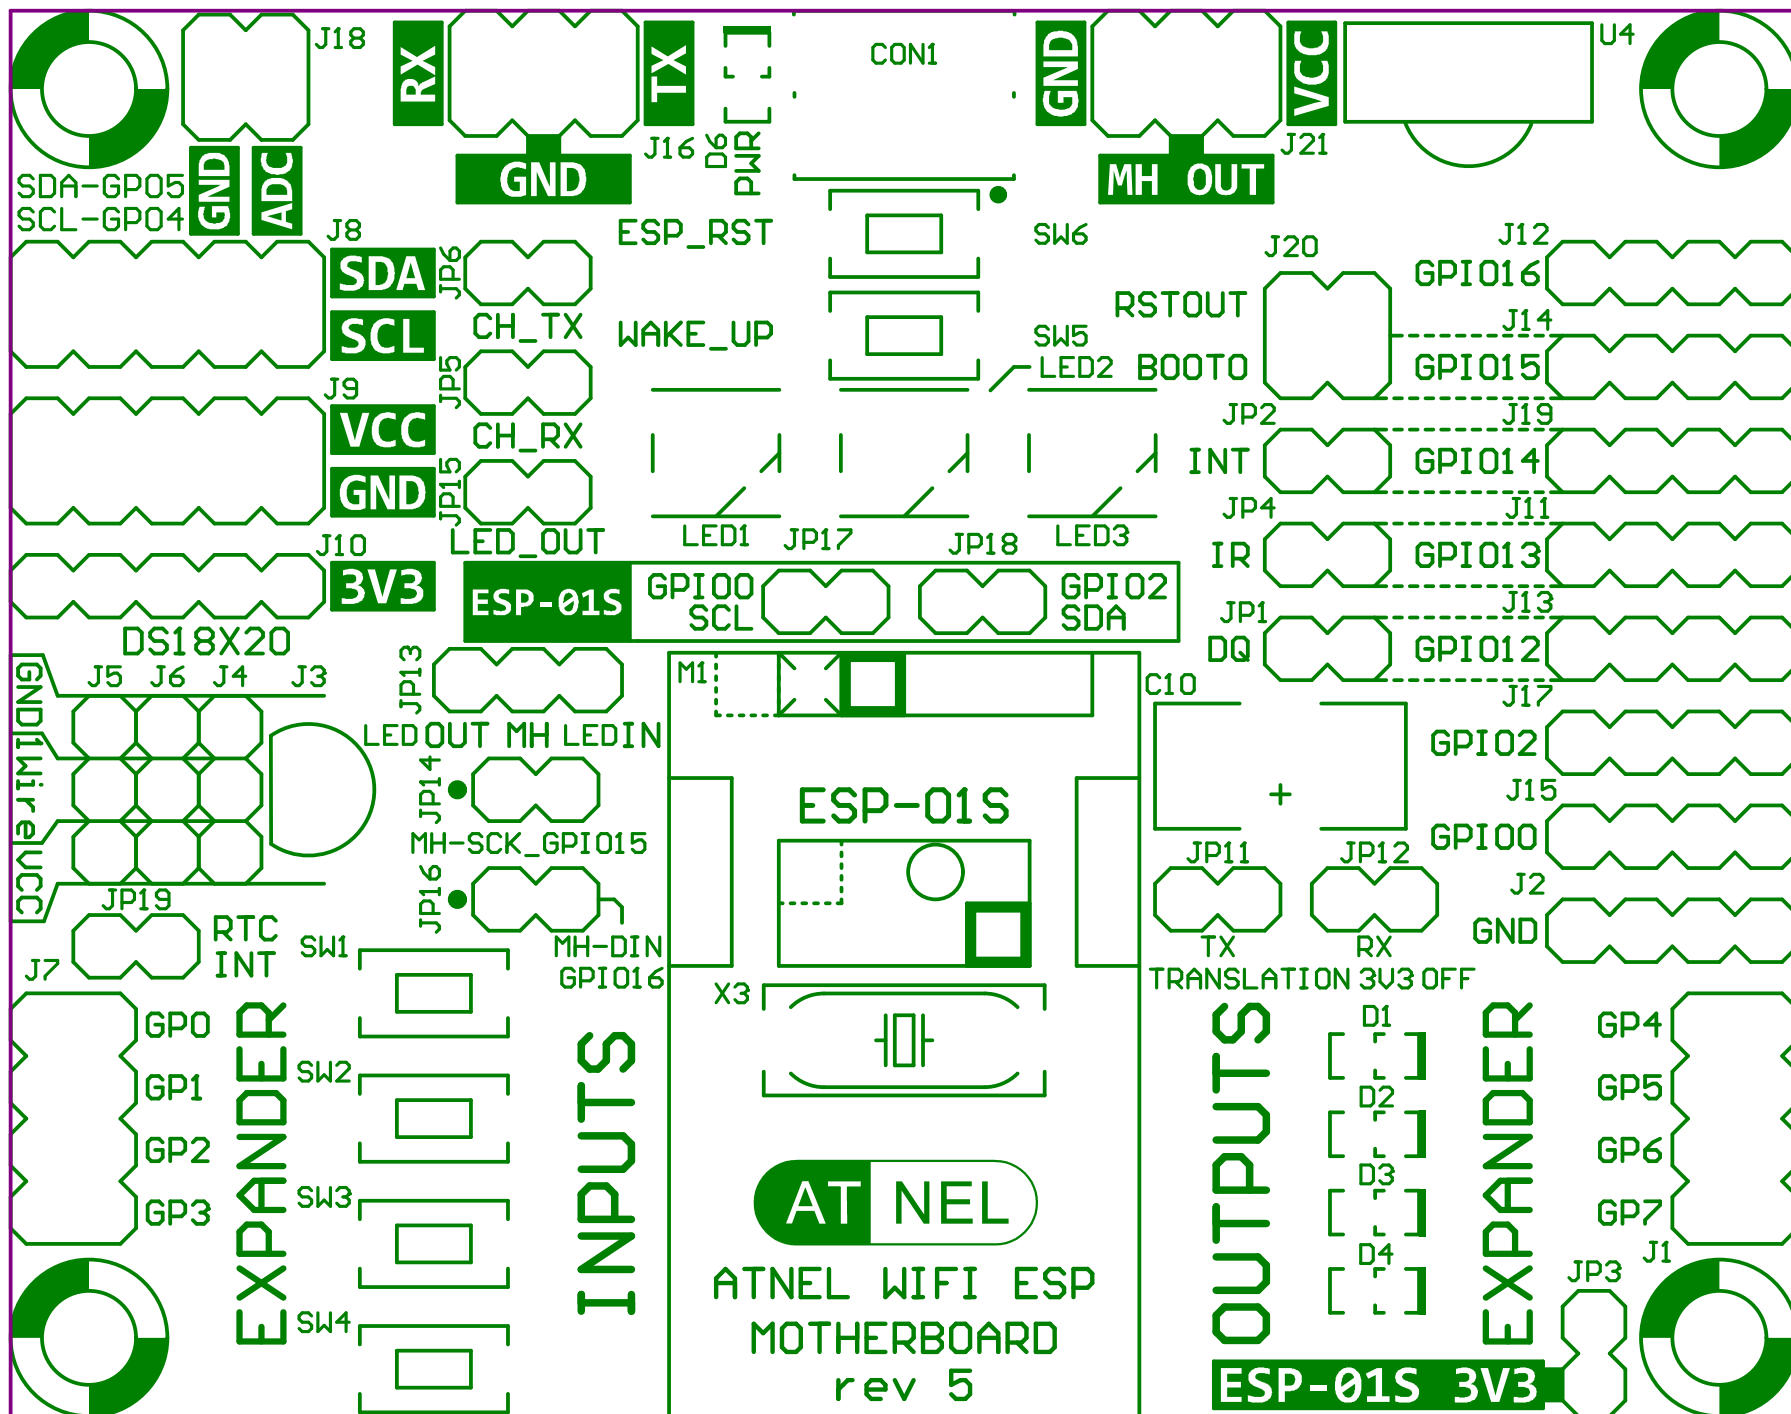 J18
RX
TX
CON1
GND
VCC
U4
J16
D6
PWR
J21
GND
MH OUT
SDA-GPO5
SCL-GPO4
GND
ADC
J8
JP6
SDA
ESP_RST
SW6
J20
J12
GPIO16
RSTOUT
CH_TX
SCL
WAKE_UP
SW5
J14
JP5
LED2
BOOT0
GPIO15
J9
VCC
CH_RX
JP2
J19
INT
GPIO14
JP15
GND
LED_OUT
LED1
JP17
JP18
LED3
JP4
J11
IR
GPIO13
J10
3V3
ESP-01S
GPIO0
SCL
GPIO2
SDA
JP1
J13
DQ
GPIO12
DS18X20
J5
J6
J4
J3
JP13
M1
C10
J17
GND|1Wire|VCC
LED OUT MH LED IN
GPIO2
JP14
ESP-01S
J15
MH-SCK_GPIO15
GPIO0
JP11
JP12
JP16
JP19
J2
RTC
INT
SW1
MH-DIN
GPIO16
TX
RX
GND
TRANSLATION 3V3 OFF
J7
X3
GP0
GP1
GP2
GP3
EXPANDER
SW2
SW3
SW4
INPUTS
OUTPUTS
D1
D2
D3
D4
EXPANDER
GP4
GP5
GP6
GP7
J1
JP3
AT NEL
ATNEL WIFI ESP
MOTHERBOARD
rev 5
ESP-01S 3V3